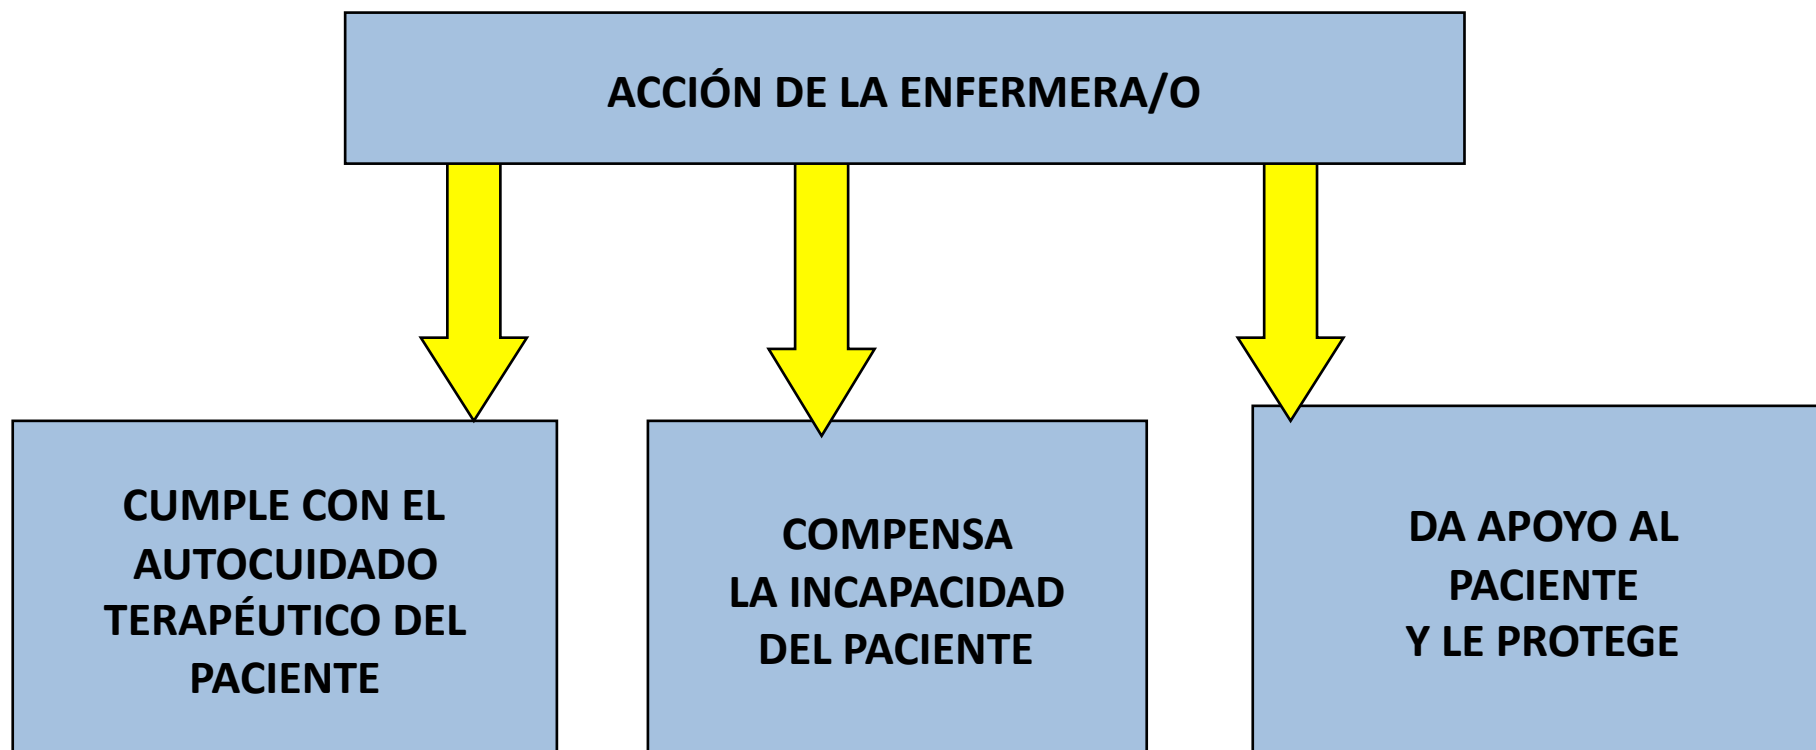 ACCIÓN DE LA ENFERMERA/O
CUMPLE CON EL
AUTOCUIDADO
TERAPÉUTICO DEL
PACIENTE
COMPENSA
LA INCAPACIDAD
DEL PACIENTE
DA APOYO AL
PACIENTE
Y LE PROTEGE